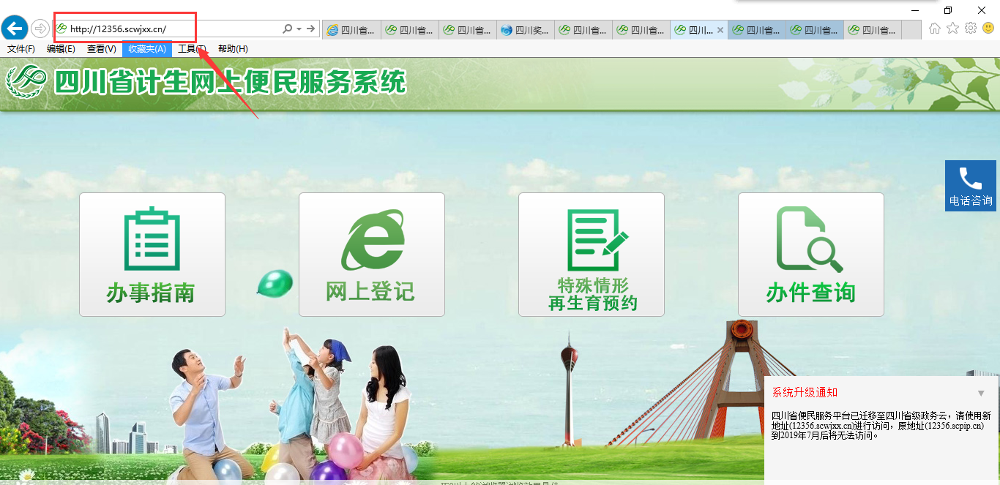 http://12356.scwjxx.cn/
四川省...
四川省...
四川省...
四川奖...
四川省...
四川省...
四川...
四川省...
四川省...
四川省...
文件(F) 编辑(E) 查看(V) 收藏夹(A) 工具(T) 帮助(H)
四川省计生网上便民服务系统
电话咨询
办事指南
网上登记
特殊情形
再生育预约
办件查询
系统升级通知
四川省便民服务平台已迁移至四川省级政务云，请使用新
地址(12356.scwjxx.cn)进行访问，原地址(12356.scpip.cn)
到2019年7月后将无法访问。